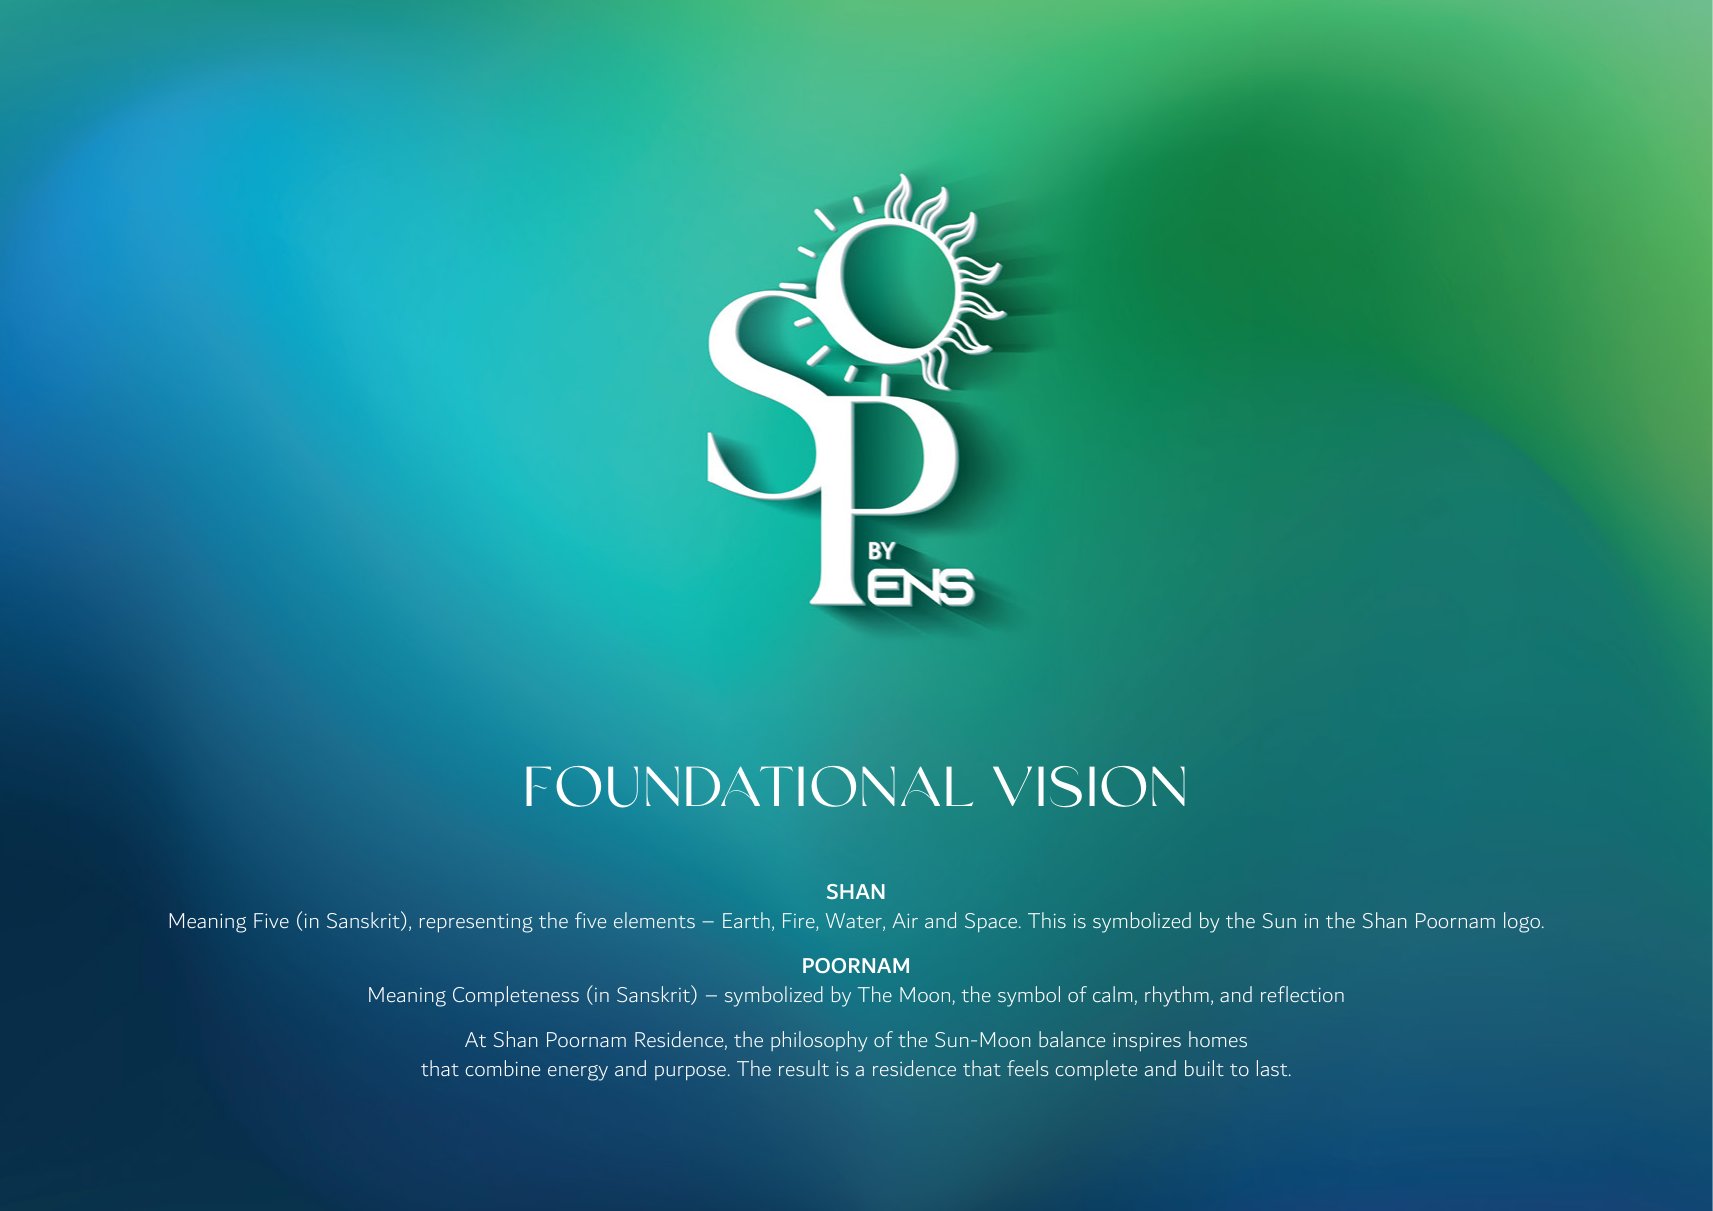 SP
BY
ENS
FOUNDATIONAL VISION
SHAN
Meaning Five (in Sanskrit), representing the five elements – Earth, Fire, Water, Air and Space. This is symbolized by the Sun in the Shan Poornam logo.
POORNAM
Meaning Completeness (in Sanskrit) – symbolized by The Moon, the symbol of calm, rhythm, and reflection
At Shan Poornam Residence, the philosophy of the Sun-Moon balance inspires homes
that combine energy and purpose. The result is a residence that feels complete and built to last.